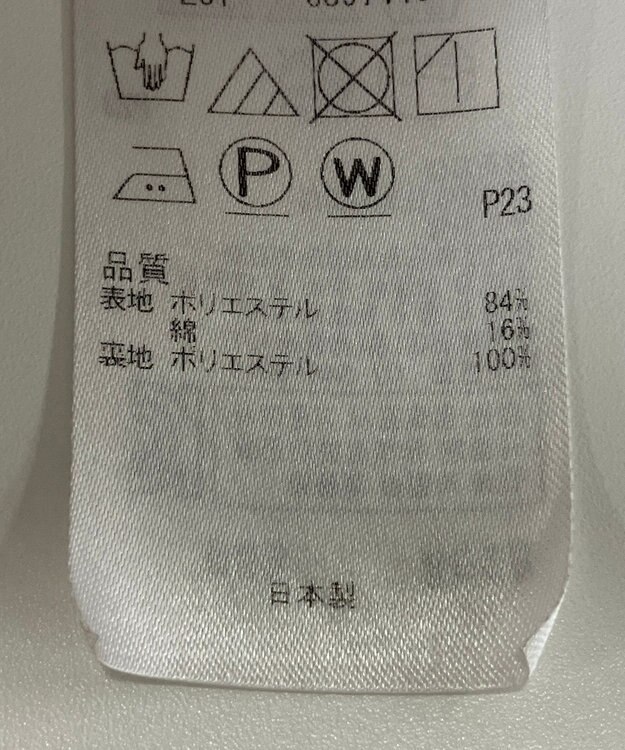 P
W
P23
品質
表地 ポリエステル 84%
綿 16%
裏地 ポリエステル 100%
日本製